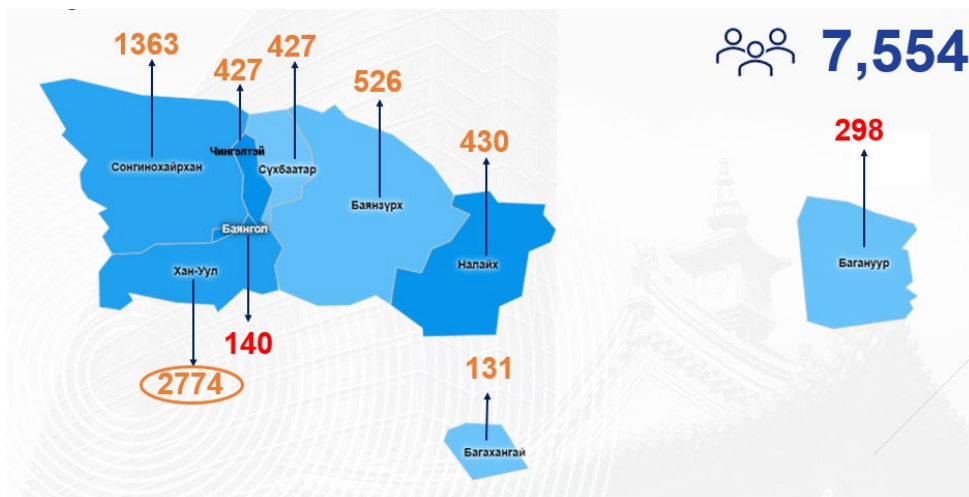 1363
427
427
526
7,554
430
298
Чингэлтэй
Сонгинохайрхан
Сүхбаатар
Баянзүрх
Баянгол
Налайх
Багануур
Хан-Уул
140
2774
131
Багахангай